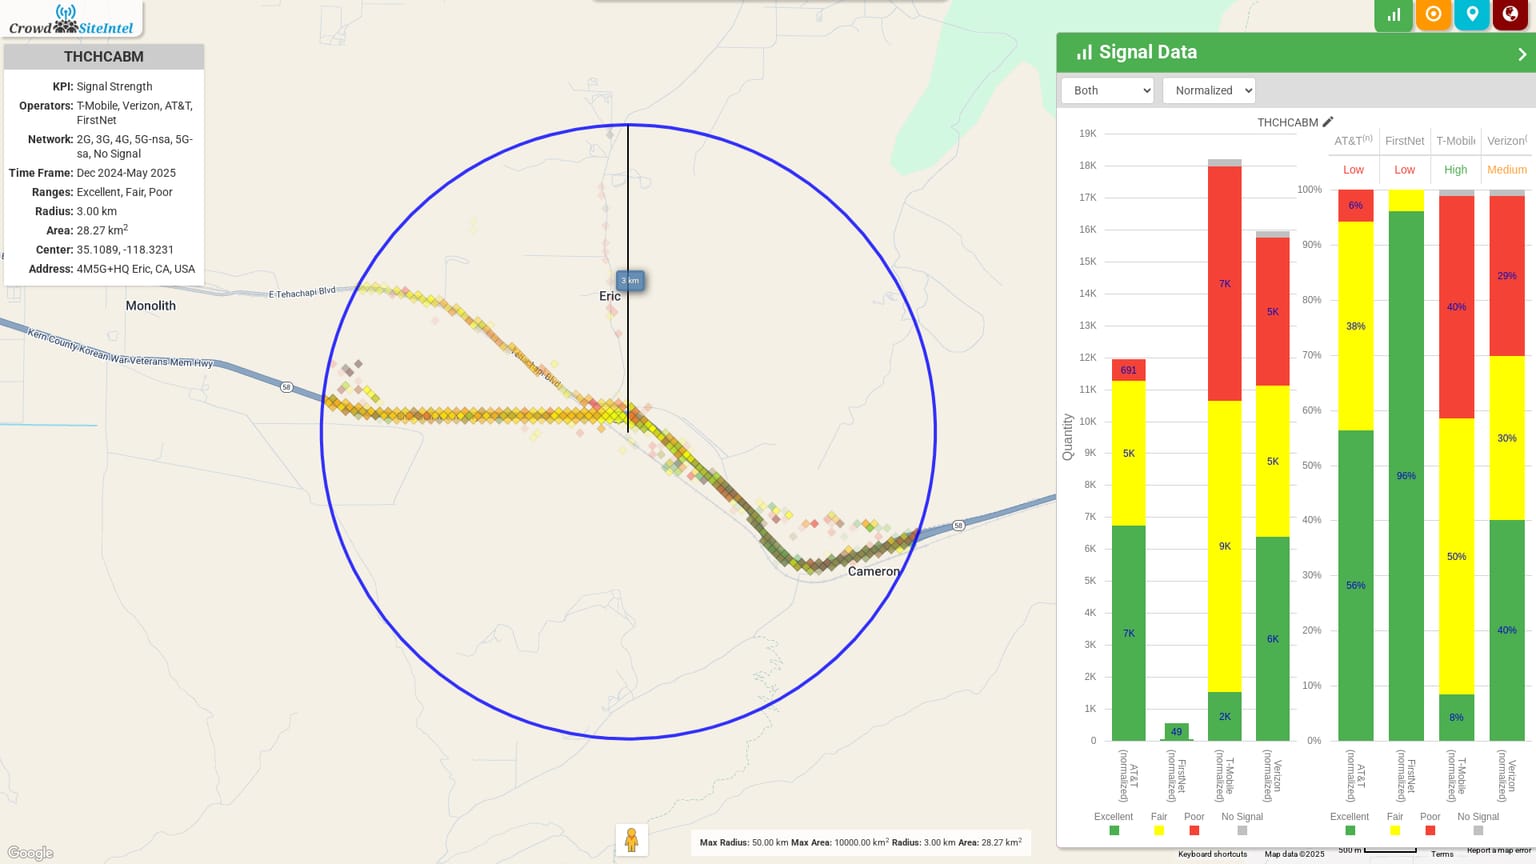 Crowd SiteIntel
THCHCABM
KPI: Signal Strength
Operators: T-Mobile, Verizon, AT&T,
FirstNet
Network: 2G, 3G, 4G, 5G-nsa, 5G-
sa, No Signal
Time Frame: Dec 2024-May 2025
Ranges: Excellent, Fair, Poor
Radius: 3.00 km
Area: 28.27 km2
Center: 35.1089, -118.3231
Address: 4M5G+HQ Eric, CA, USA
Monolith
E Tehachapi Blvd
Kern County Korean War Veterans Mem Hwy
58
Eric
3 km
Tehachapi Blvd
58
Cameron
Google
Max Radius: 50.00 km Max Area: 10000.00 km2 Radius: 3.00 km Area: 28.27 km2
Signal Data
Both
Normalized
THCHCABM
Quantity
19K
18K
17K
16K
15K
14K
13K
12K
11K
10K
9K
8K
7K
6K
5K
4K
3K
2K
1K
0
691
5K
7K
49
7K
9K
2K
5K
5K
6K
AT&T (normalized)
FirstNet (normalized)
T-Mobile (normalized)
Verizon (normalized)
Excellent Fair Poor No Signal
AT&T(n) FirstNet T-Mobil Verizon(
Low Low High Medium
100%
90%
80%
70%
60%
50%
40%
30%
20%
10%
0%
6%
38%
56%
96%
40%
50%
8%
29%
30%
40%
AT&T (normalized)
FirstNet (normalized)
T-Mobile (normalized)
Verizon (normalized)
Excellent Fair Poor No Signal
Keyboard shortcuts Map data ©2025 500 m Terms Report a map error